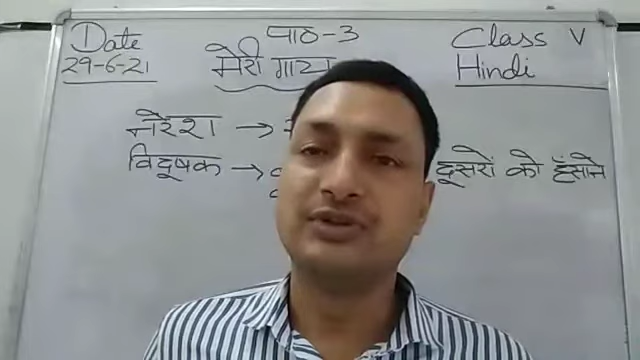 Date
29-6-21
पाठ-3
मेरी गाय
Class V
Hindi
नरेश →
विदूषक → दूसरों को हँसाने